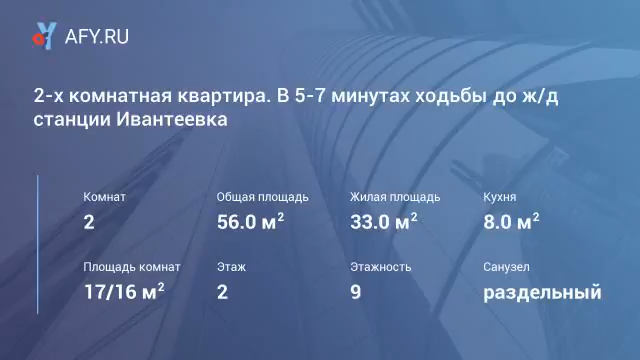 AFY.RU
2-х комнатная квартира. В 5-7 минутах ходьбы до ж/д
станции Ивантеевка
Комнат
2
Общая площадь
56.0 м²
Жилая площадь
33.0 м²
Кухня
8.0 м²
Площадь комнат
17/16 м²
Этаж
2
Этажность
9
Санузел
раздельный